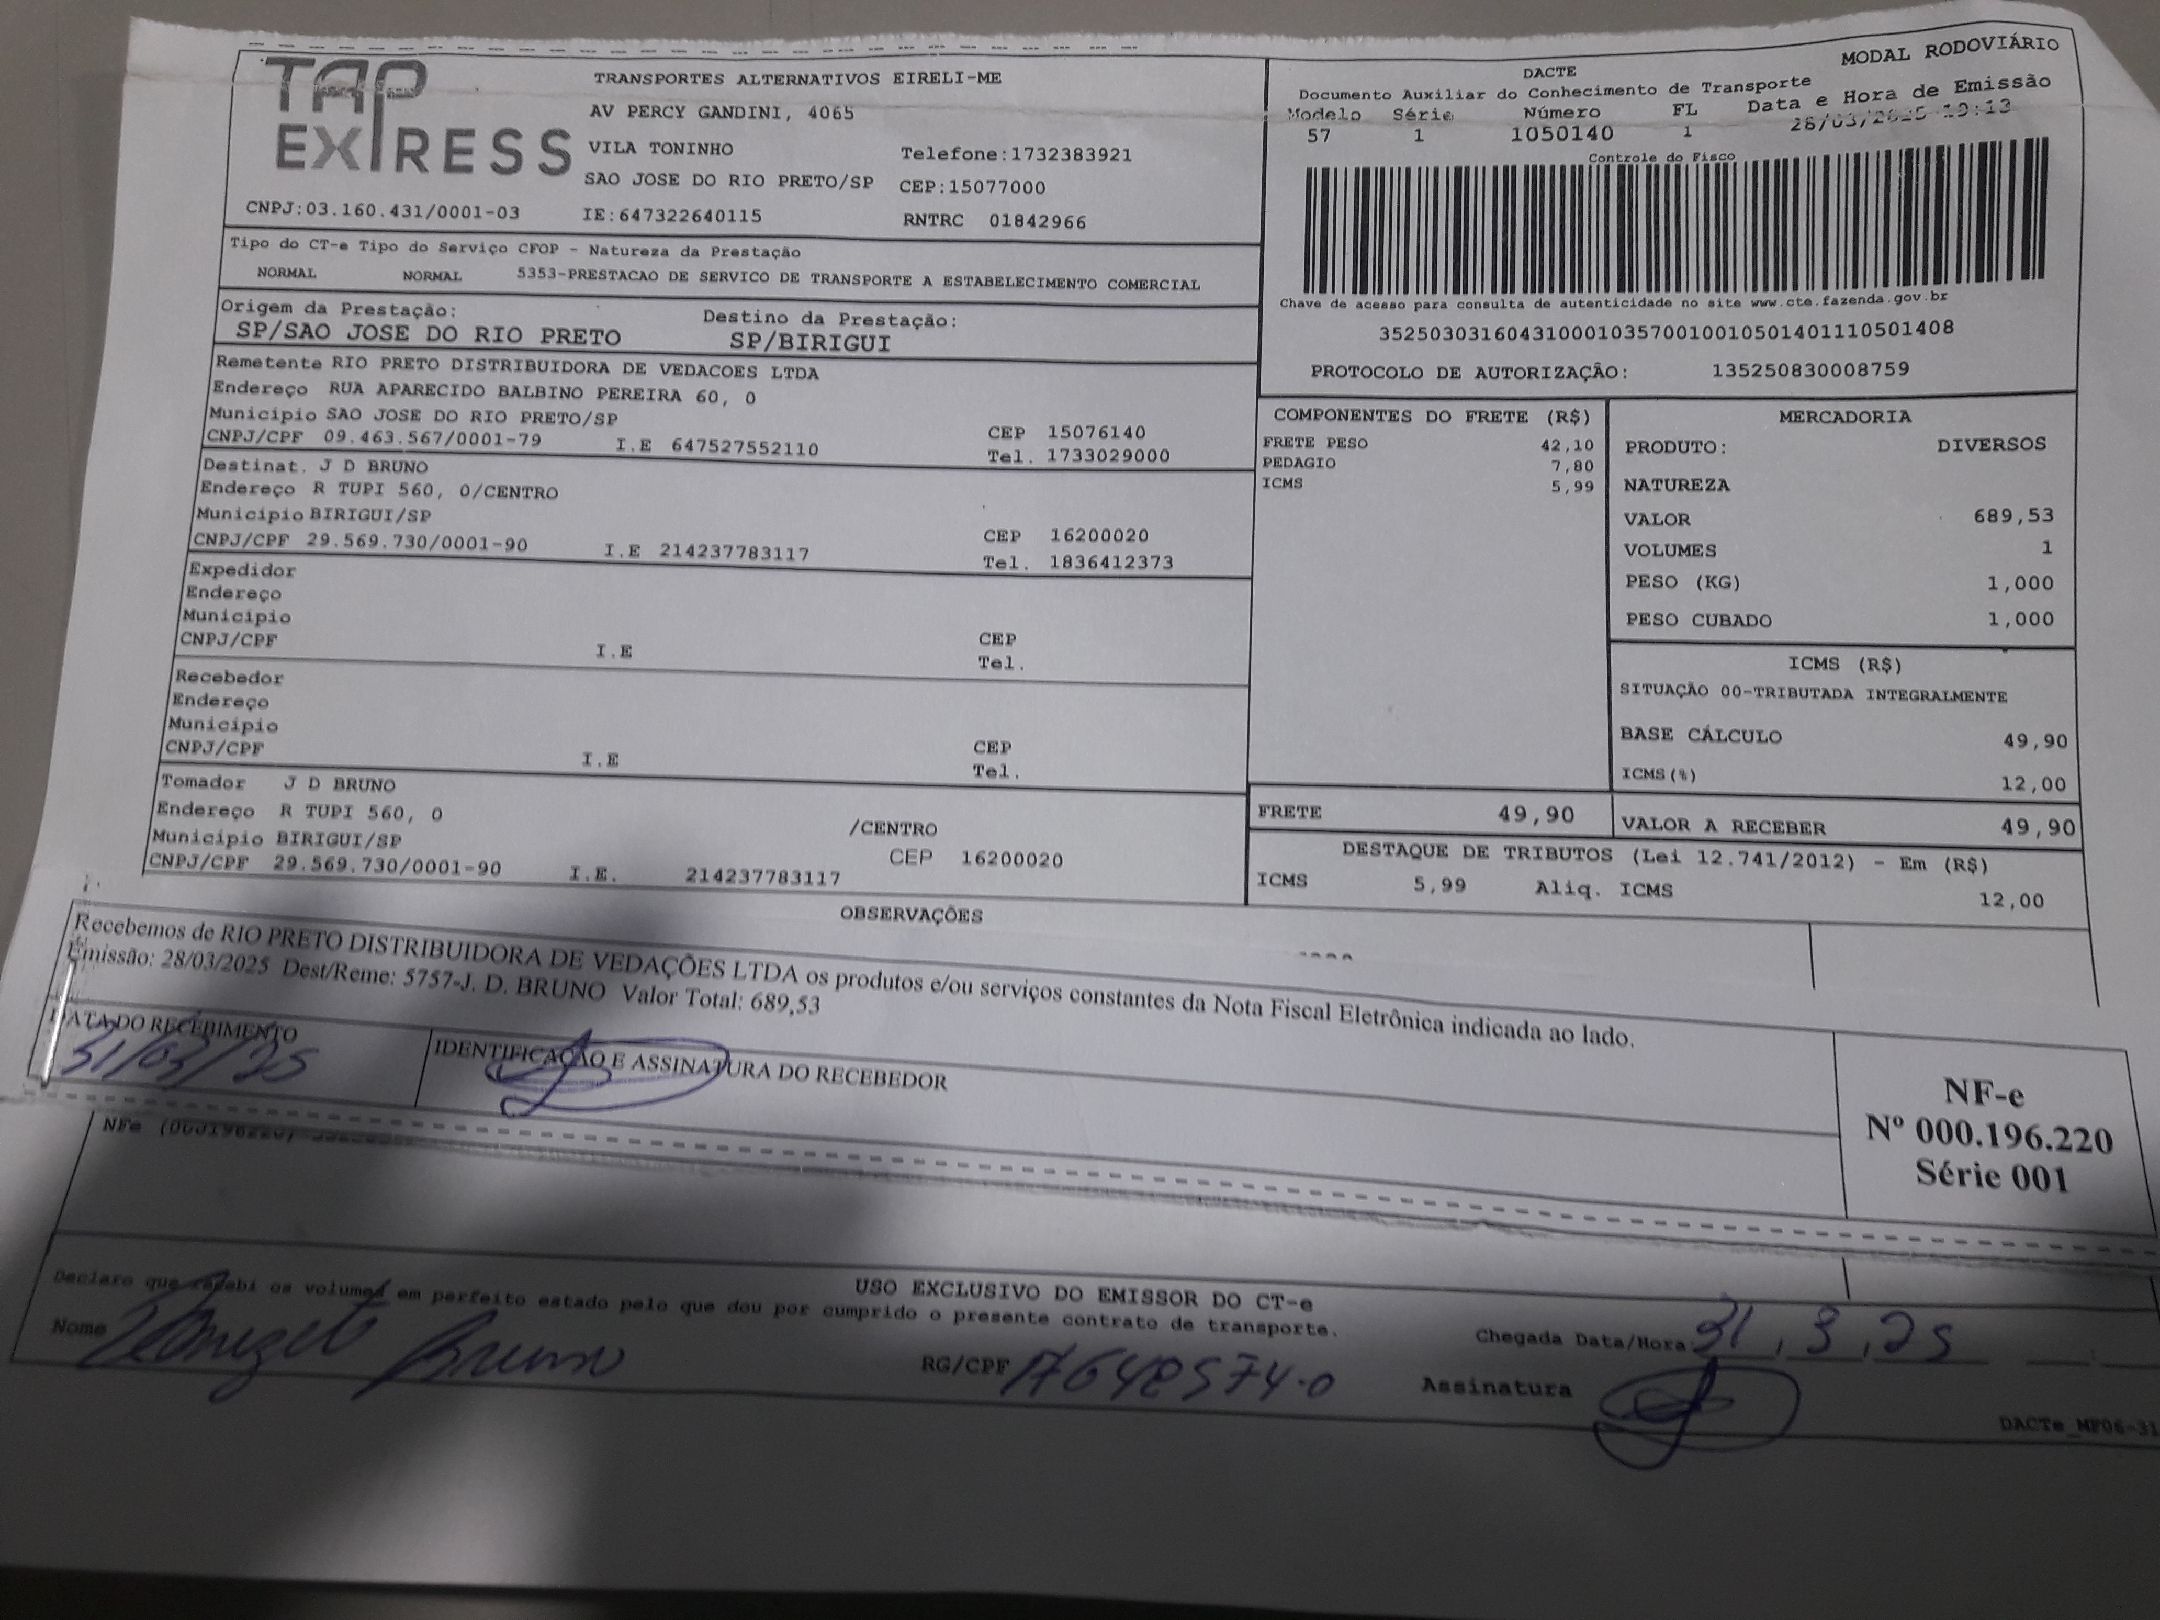 TAP EXPRESS
TRANSPORTES ALTERNATIVOS EIRELI-ME
AV PERCY GANDINI, 4065
VILA TONINHO
Telefone:1732383921
SAO JOSE DO RIO PRETO/SP CEP:15077000
CNPJ:03.160.431/0001-03 IE:647322640115 RNTRC 01842966
MODAL RODOVIÁRIO
DACTE
Documento Auxiliar do Conhecimento de Transporte
Modelo Série Número FL Data e Hora de Emissão
57 1 1050140 1 28/03/2025 19:13
Controle do Fisco
Chave de acesso para consulta de autenticidade no site www.cte.fazenda.gov.br
35250303160431000103570010010501401110501408
PROTOCOLO DE AUTORIZAÇÃO: 135250830008759
Tipo do CT-e Tipo do Serviço CFOP - Natureza da Prestação
NORMAL NORMAL 5353-PRESTACAO DE SERVICO DE TRANSPORTE A ESTABELECIMENTO COMERCIAL
Origem da Prestação: Destino da Prestação:
SP/SAO JOSE DO RIO PRETO SP/BIRIGUI
Remetente RIO PRETO DISTRIBUIDORA DE VEDACOES LTDA
Endereço RUA APARECIDO BALBINO PEREIRA 60, 0
Município SAO JOSE DO RIO PRETO/SP CEP 15076140
CNPJ/CPF 09.463.567/0001-79 I.E 647527552110 Tel. 1733029000
Destinat. J D BRUNO
Endereço R TUPI 560, 0/CENTRO
Município BIRIGUI/SP CEP 16200020
CNPJ/CPF 29.569.730/0001-90 I.E 214237783117 Tel. 1836412373
Expedidor
Endereço
Município CEP
CNPJ/CPF I.E Tel.
Recebedor
Endereço
Município CEP
CNPJ/CPF I.E Tel.
Tomador J D BRUNO
Endereço R TUPI 560, 0 /CENTRO
Município BIRIGUI/SP CEP 16200020
CNPJ/CPF 29.569.730/0001-90 I.E. 214237783117
COMPONENTES DO FRETE (R$)
FRETE PESO 42,10
PEDAGIO 7,80
ICMS 5,99
FRETE 49,90
MERCADORIA
PRODUTO: DIVERSOS
NATUREZA
VALOR 689,53
VOLUMES 1
PESO (KG) 1,000
PESO CUBADO 1,000
ICMS (R$)
SITUAÇÃO 00-TRIBUTADA INTEGRALMENTE
BASE CÁLCULO 49,90
ICMS(%) 12,00
VALOR A RECEBER 49,90
DESTAQUE DE TRIBUTOS (Lei 12.741/2012) - Em (R$)
ICMS 5,99 Aliq. ICMS 12,00
OBSERVAÇÕES
Recebemos de RIO PRETO DISTRIBUIDORA DE VEDAÇÕES LTDA os produtos e/ou serviços constantes da Nota Fiscal Eletrônica indicada ao lado.
Emissão: 28/03/2025 Dest/Reme: 5757-J. D. BRUNO Valor Total: 689,53
DATA DO RECEBIMENTO
31/03/25
IDENTIFICAÇÃO E ASSINATURA DO RECEBEDOR
NF-e
Nº 000.196.220
Série 001
NFe (000196220)
USO EXCLUSIVO DO EMISSOR DO CT-e
Declaro que recebi os volumes em perfeito estado pelo que dou por cumprido o presente contrato de transporte.
Nome Bruno RG/CPF 17648574-0
Chegada Data/Hora 31,3,25
Assinatura